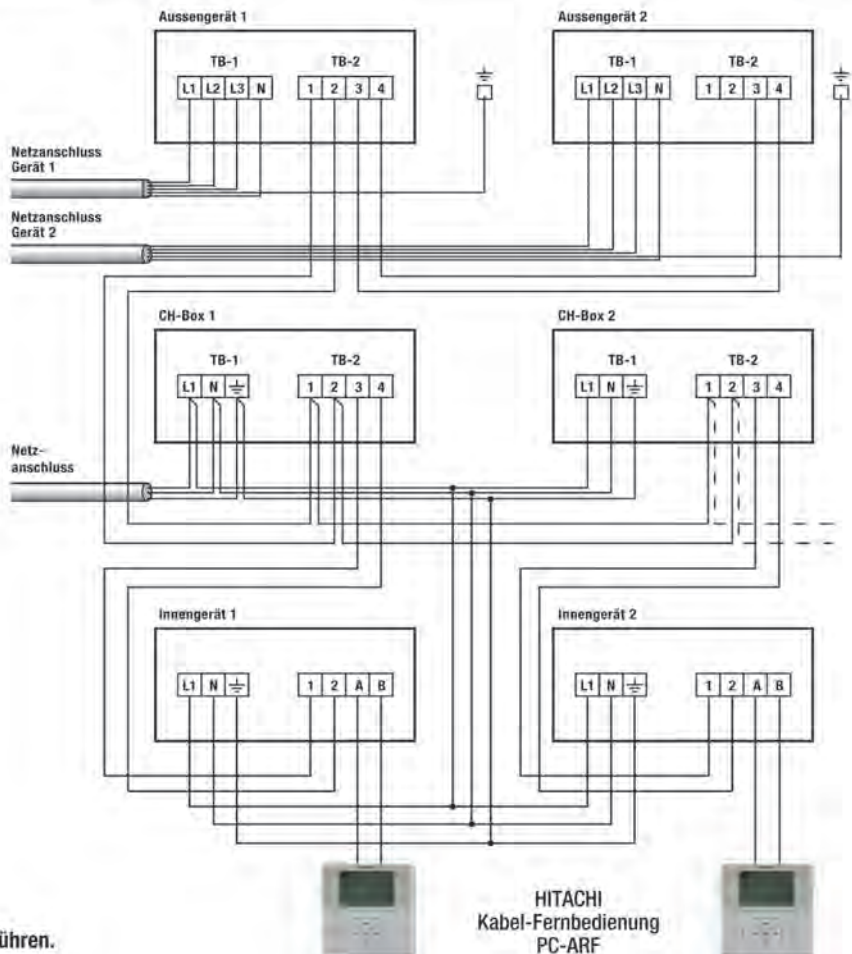 Aussengerät 1
Aussengerät 2
TB-1 TB-2
TB-1 TB-2
L1 L2 L3 N 1 2 3 4
L1 L2 L3 N 1 2 3 4
Netzanschluss
Gerät 1
Netzanschluss
Gerät 2
CH-Box 1
CH-Box 2
TB-1 TB-2
TB-1 TB-2
L1 N 1 2 3 4
L1 N 1 2 3 4
Netz-
anschluss
Innengerät 1
Innengerät 2
L1 N 1 2 A B
L1 N 1 2 A B
HITACHI
Kabel-Fernbedienung
PC-ARF
ühren.